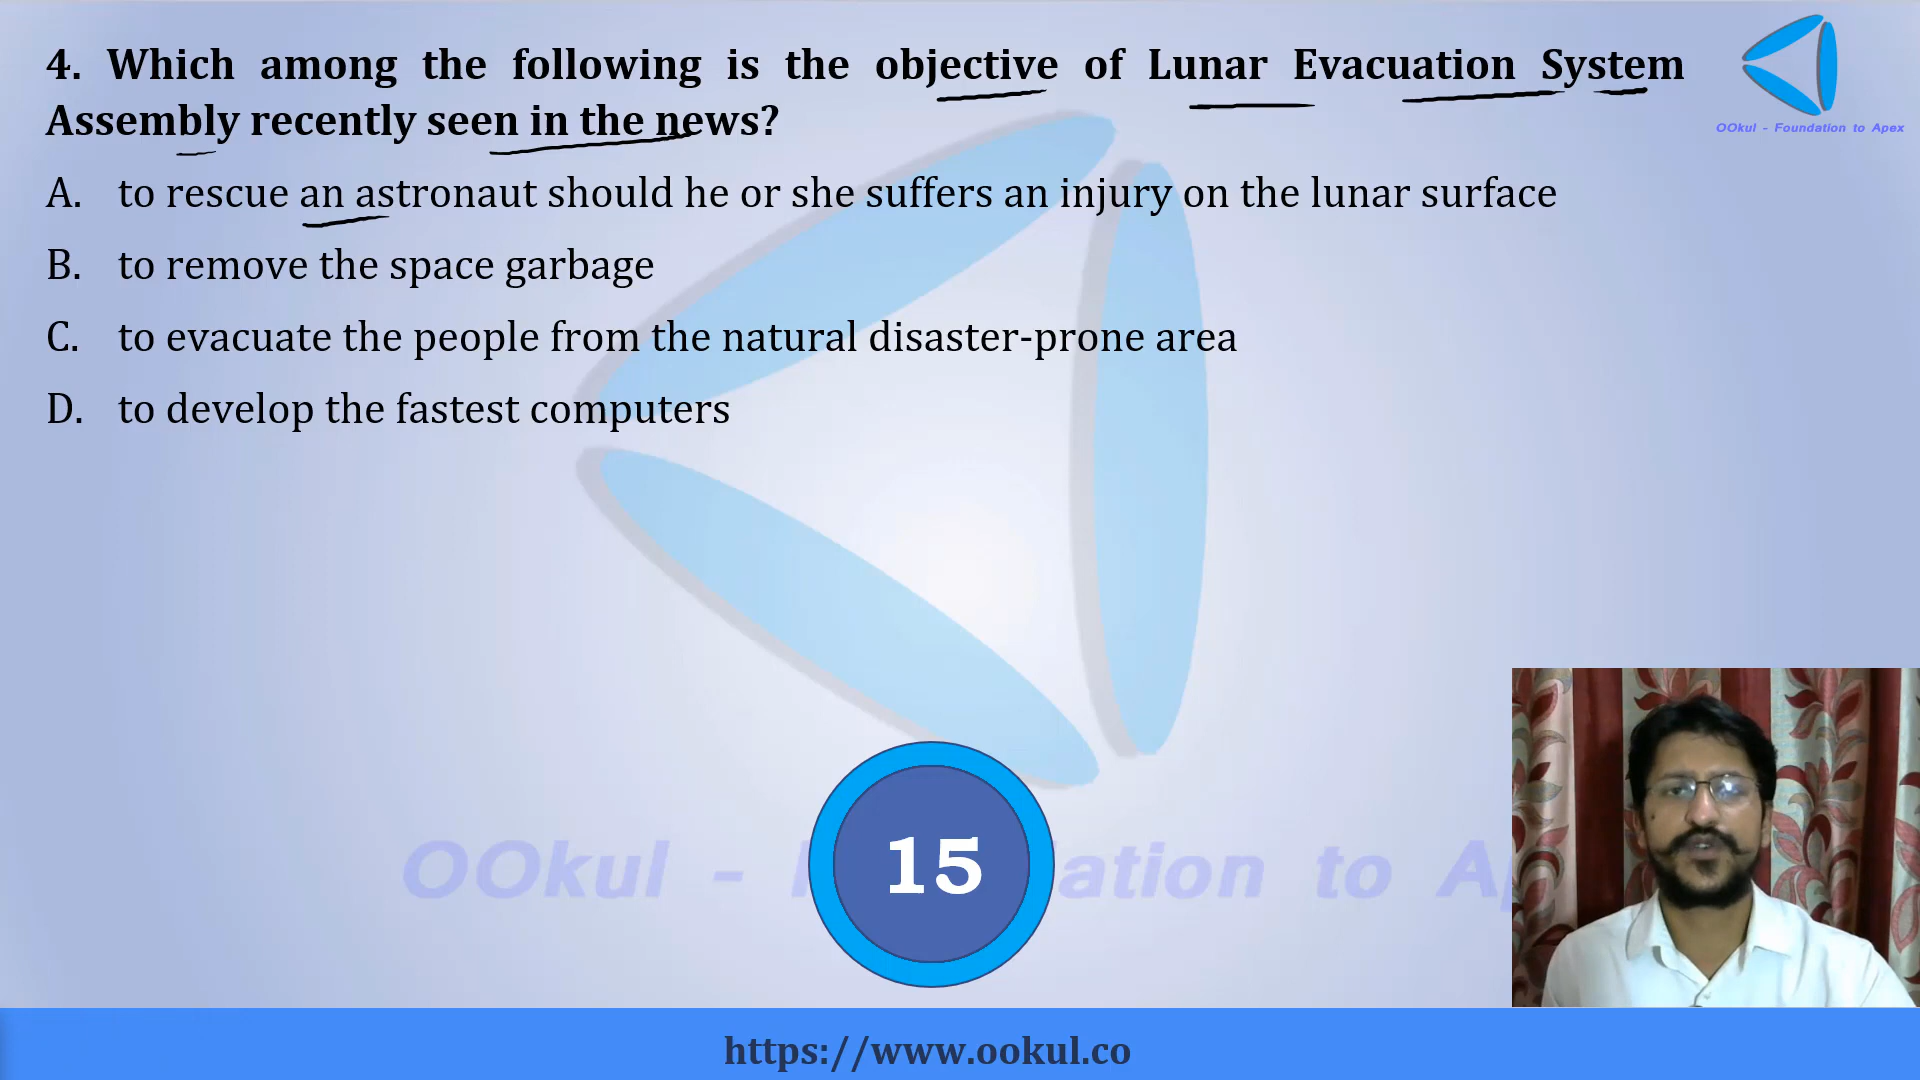 4. Which among the following is the objective of Lunar Evacuation System
Assembly recently seen in the news?
OOkul - Foundation to Apex
A. to rescue an astronaut should he or she suffers an injury on the lunar surface
B. to remove the space garbage
C. to evacuate the people from the natural disaster-prone area
D. to develop the fastest computers
15
OOkul - to
https://www.ookul.co